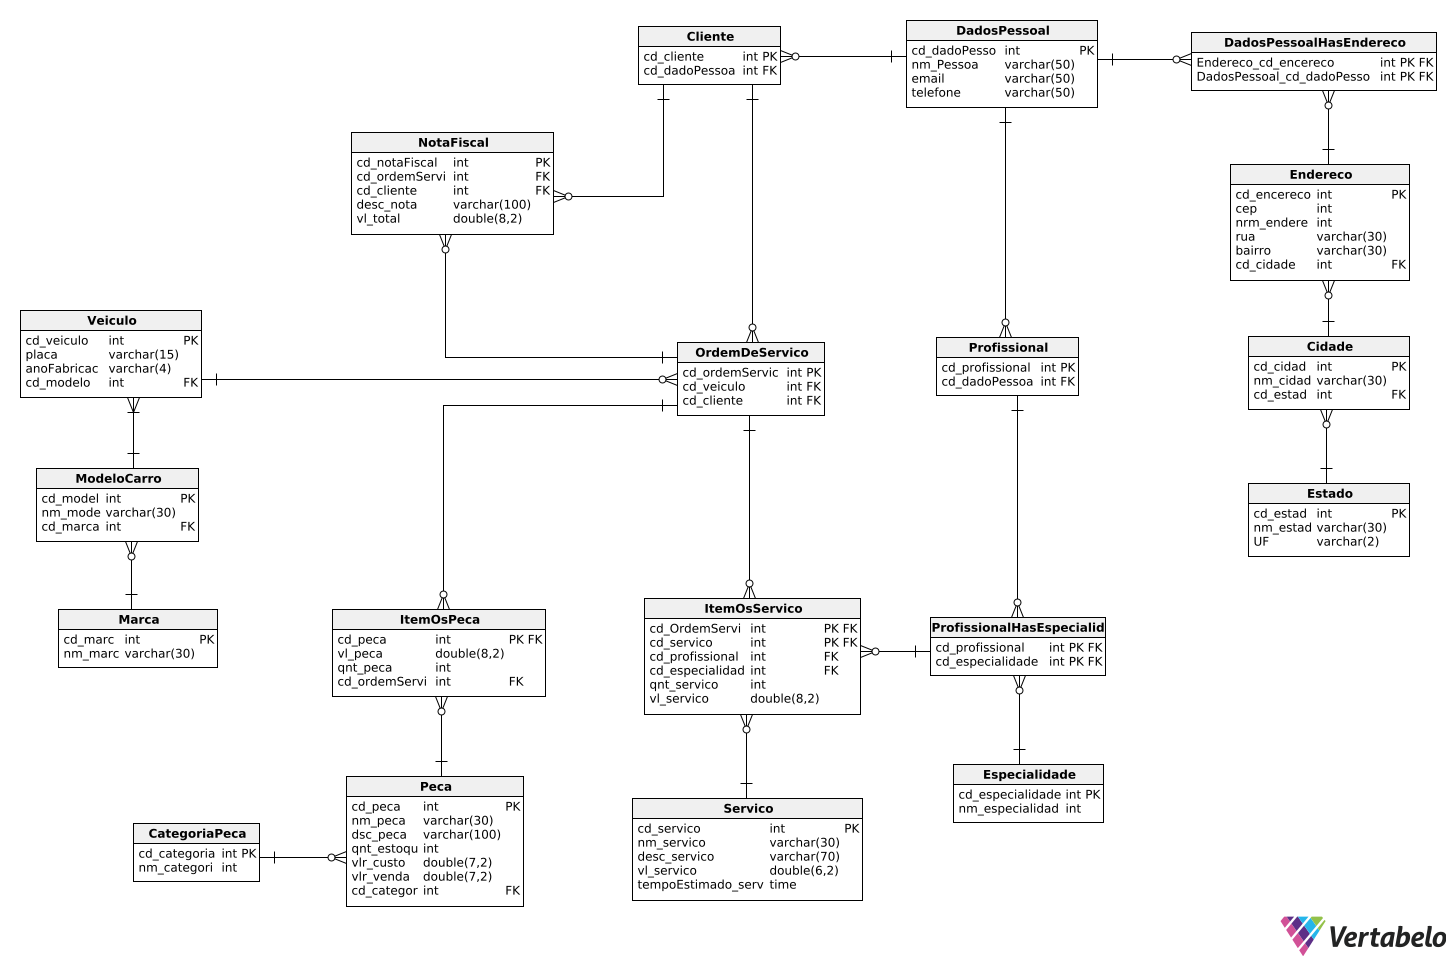 Cliente
cd_cliente int PK
cd_dadoPessoa int FK
DadosPessoal
cd_dadoPesso int PK
nm_Pessoa varchar(50)
email varchar(50)
telefone varchar(50)
DadosPessoalHasEndereco
Endereco_cd_encereco int PK FK
DadosPessoal_cd_dadoPesso int PK FK
NotaFiscal
cd_notaFiscal int PK
cd_ordemServi int FK
cd_cliente int FK
desc_nota varchar(100)
vl_total double(8,2)
Endereco
cd_encereco int PK
cep int
nrm_endere int
rua varchar(30)
bairro varchar(30)
cd_cidade int FK
Veiculo
cd_veiculo int PK
placa varchar(15)
anoFabricac varchar(4)
cd_modelo int FK
OrdemDeServico
cd_ordemServic int PK
cd_veiculo int FK
cd_cliente int FK
Profissional
cd_profissional int PK
cd_dadoPessoa int FK
Cidade
cd_cidad int PK
nm_cidad varchar(30)
cd_estad int FK
ModeloCarro
cd_model int PK
nm_mode varchar(30)
cd_marca int FK
Estado
cd_estad int PK
nm_estad varchar(30)
UF varchar(2)
Marca
cd_marc int PK
nm_marc varchar(30)
ItemOsPeca
cd_peca int PK FK
vl_peca double(8,2)
qnt_peca int
cd_ordemServi int FK
ItemOsServico
cd_OrdemServi int PK FK
cd_servico int PK FK
cd_profissional int FK
cd_especialidad int FK
qnt_servico int
vl_servico double(8,2)
ProfissionalHasEspecialid
cd_profissional int PK FK
cd_especialidade int PK FK
Especialidade
cd_especialidade int PK
nm_especialidad int
Peca
cd_peca int PK
nm_peca varchar(30)
dsc_peca varchar(100)
qnt_estoqu int
vlr_custo double(7,2)
vlr_venda double(7,2)
cd_categor int FK
CategoriaPeca
cd_categoria int PK
nm_categori int
Servico
cd_servico int PK
nm_servico varchar(30)
desc_servico varchar(70)
vl_servico double(6,2)
tempoEstimado_serv time
Vertabelo